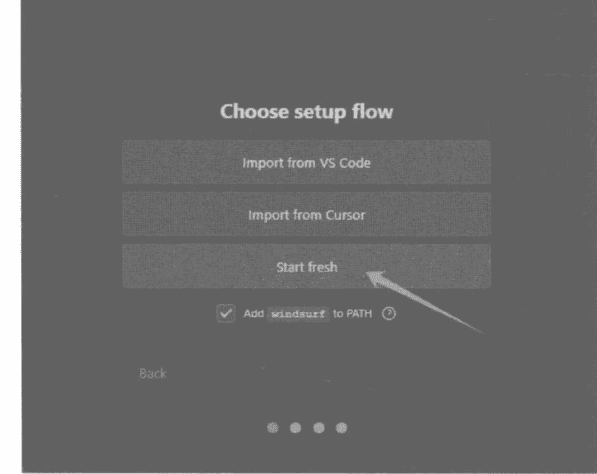 Choose setup flow
Import from VS Code
Import from Cursor
Start fresh
Add windsurf to PATH ?
Back